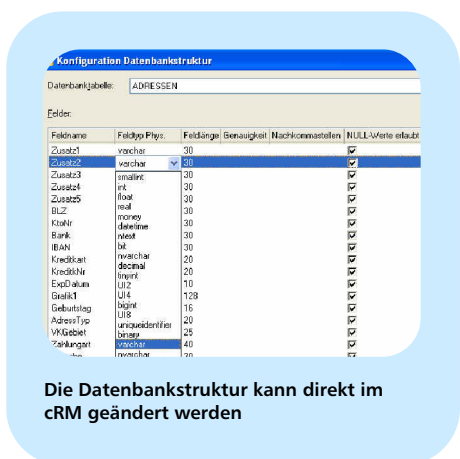 Konfiguration Datenbankstruktur
Datenbanktabelle: ADRESSEN
Felder:
Feldname Feldtyp Phys. Feldlänge Genauigkeit Nachkommastellen NULL-Werte erlaubt
Zusatz1 varchar 30
Zusatz2 varchar 30
Zusatz3 smallint 30
Zusatz4 int 30
Zusatz5 float 30
BLZ real 30
KtoNr money 30
Bank datetime 30
IBAN ntext 30
Kreditkart bit 20
KreditkNr nvarchar 20
ExpDatum decimal 10
Grafik1 tinyint 128
Geburtstag UI2 16
AdressTyp UI4 20
VKGebiet bigint 25
Zahlungart UI8 40
uniqueidentifier 30
binary
varchar
nvarchar
Die Datenbankstruktur kann direkt im
cRM geändert werden